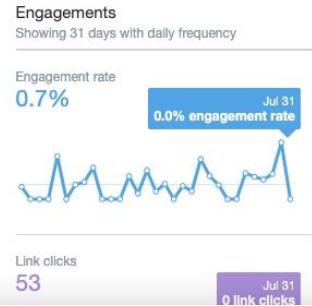 Engagements
Showing 31 days with daily frequency
Engagement rate
0.7%
Jul 31
0.0% engagement rate
Link clicks
53
Jul 31
0 link clicks